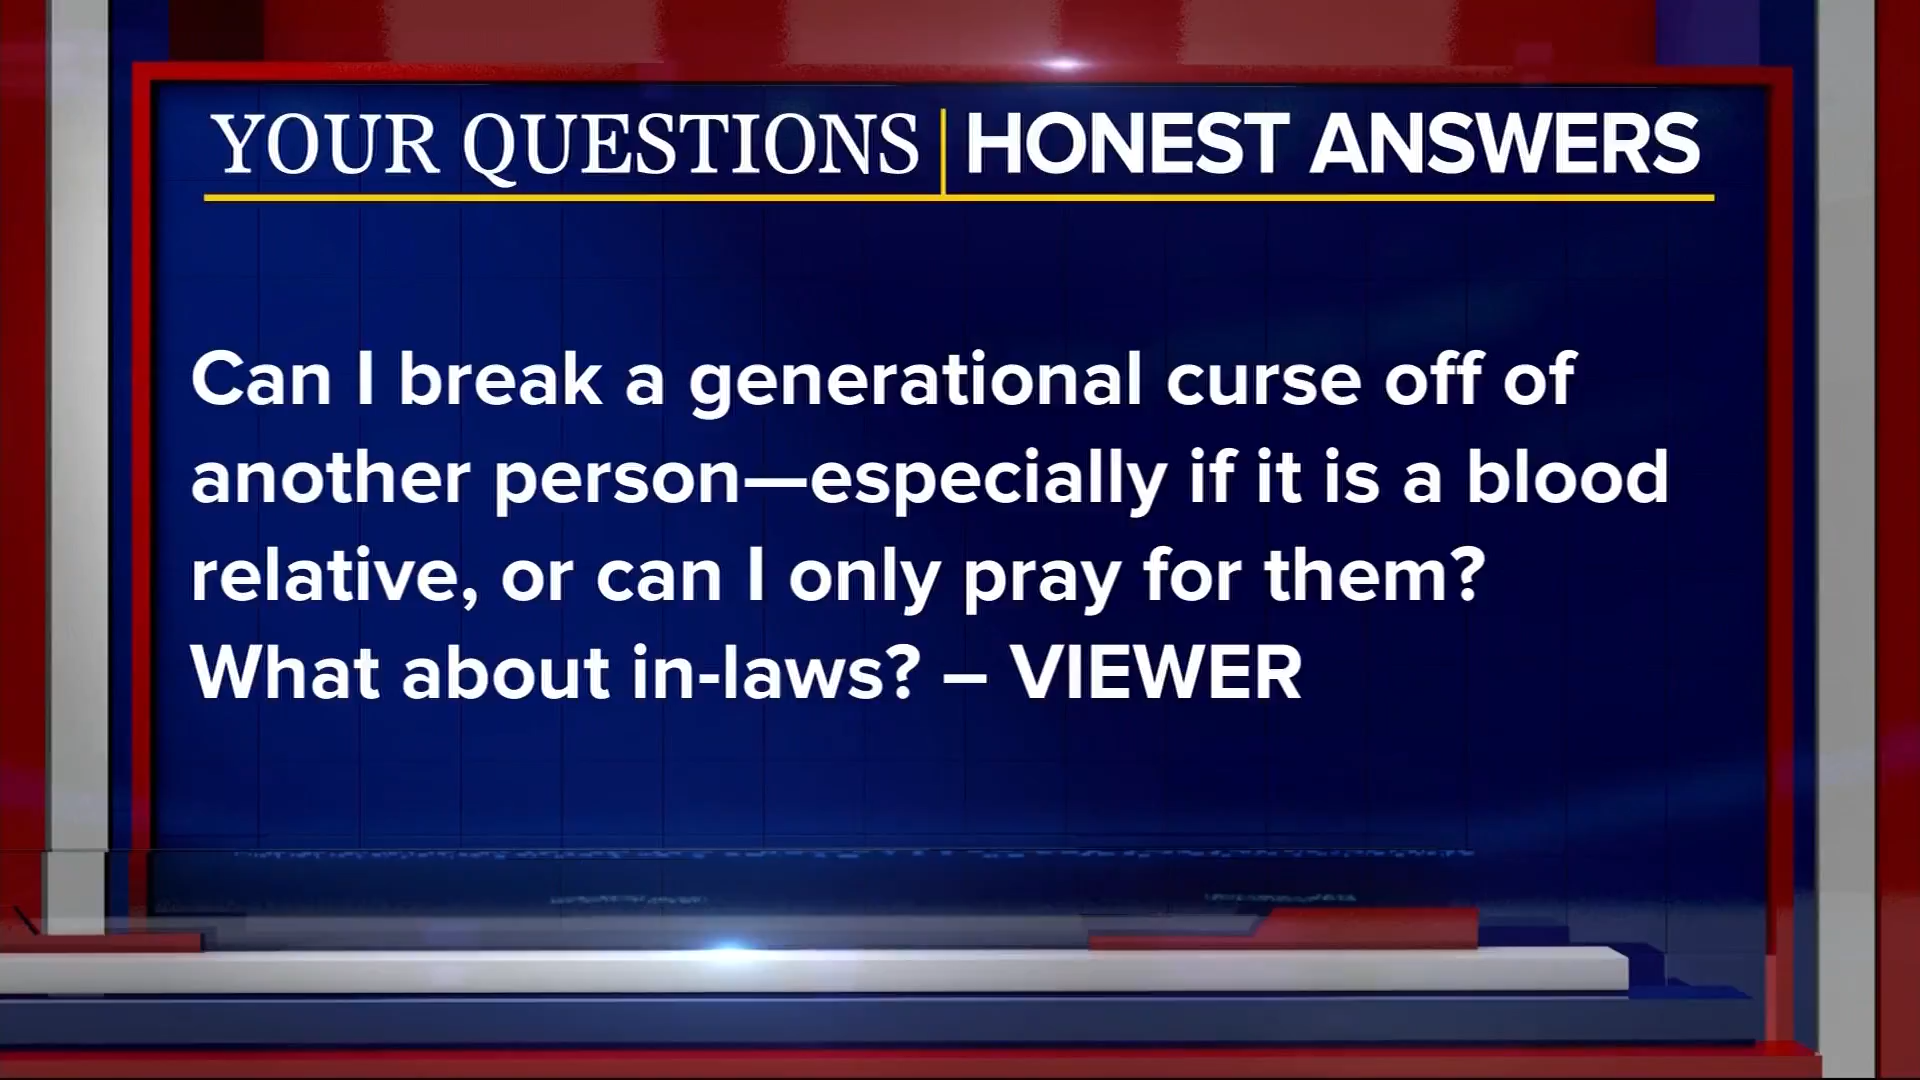 YOUR QUESTIONS | HONEST ANSWERS
Can I break a generational curse off of
another person—especially if it is a blood
relative, or can I only pray for them?
What about in-laws? – VIEWER